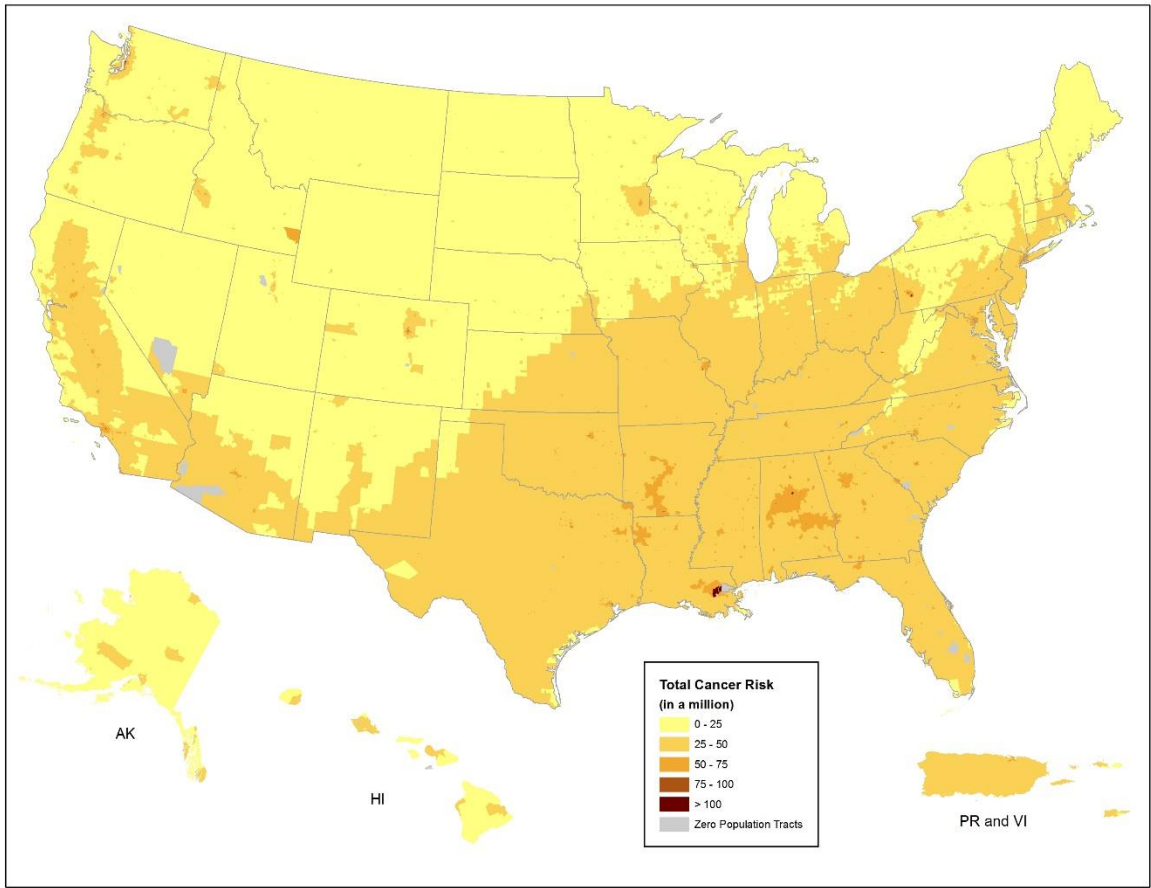 AK
HI
Total Cancer Risk
(in a million)
0 - 25
25 - 50
50 - 75
75 - 100
> 100
Zero Population Tracts
PR and VI